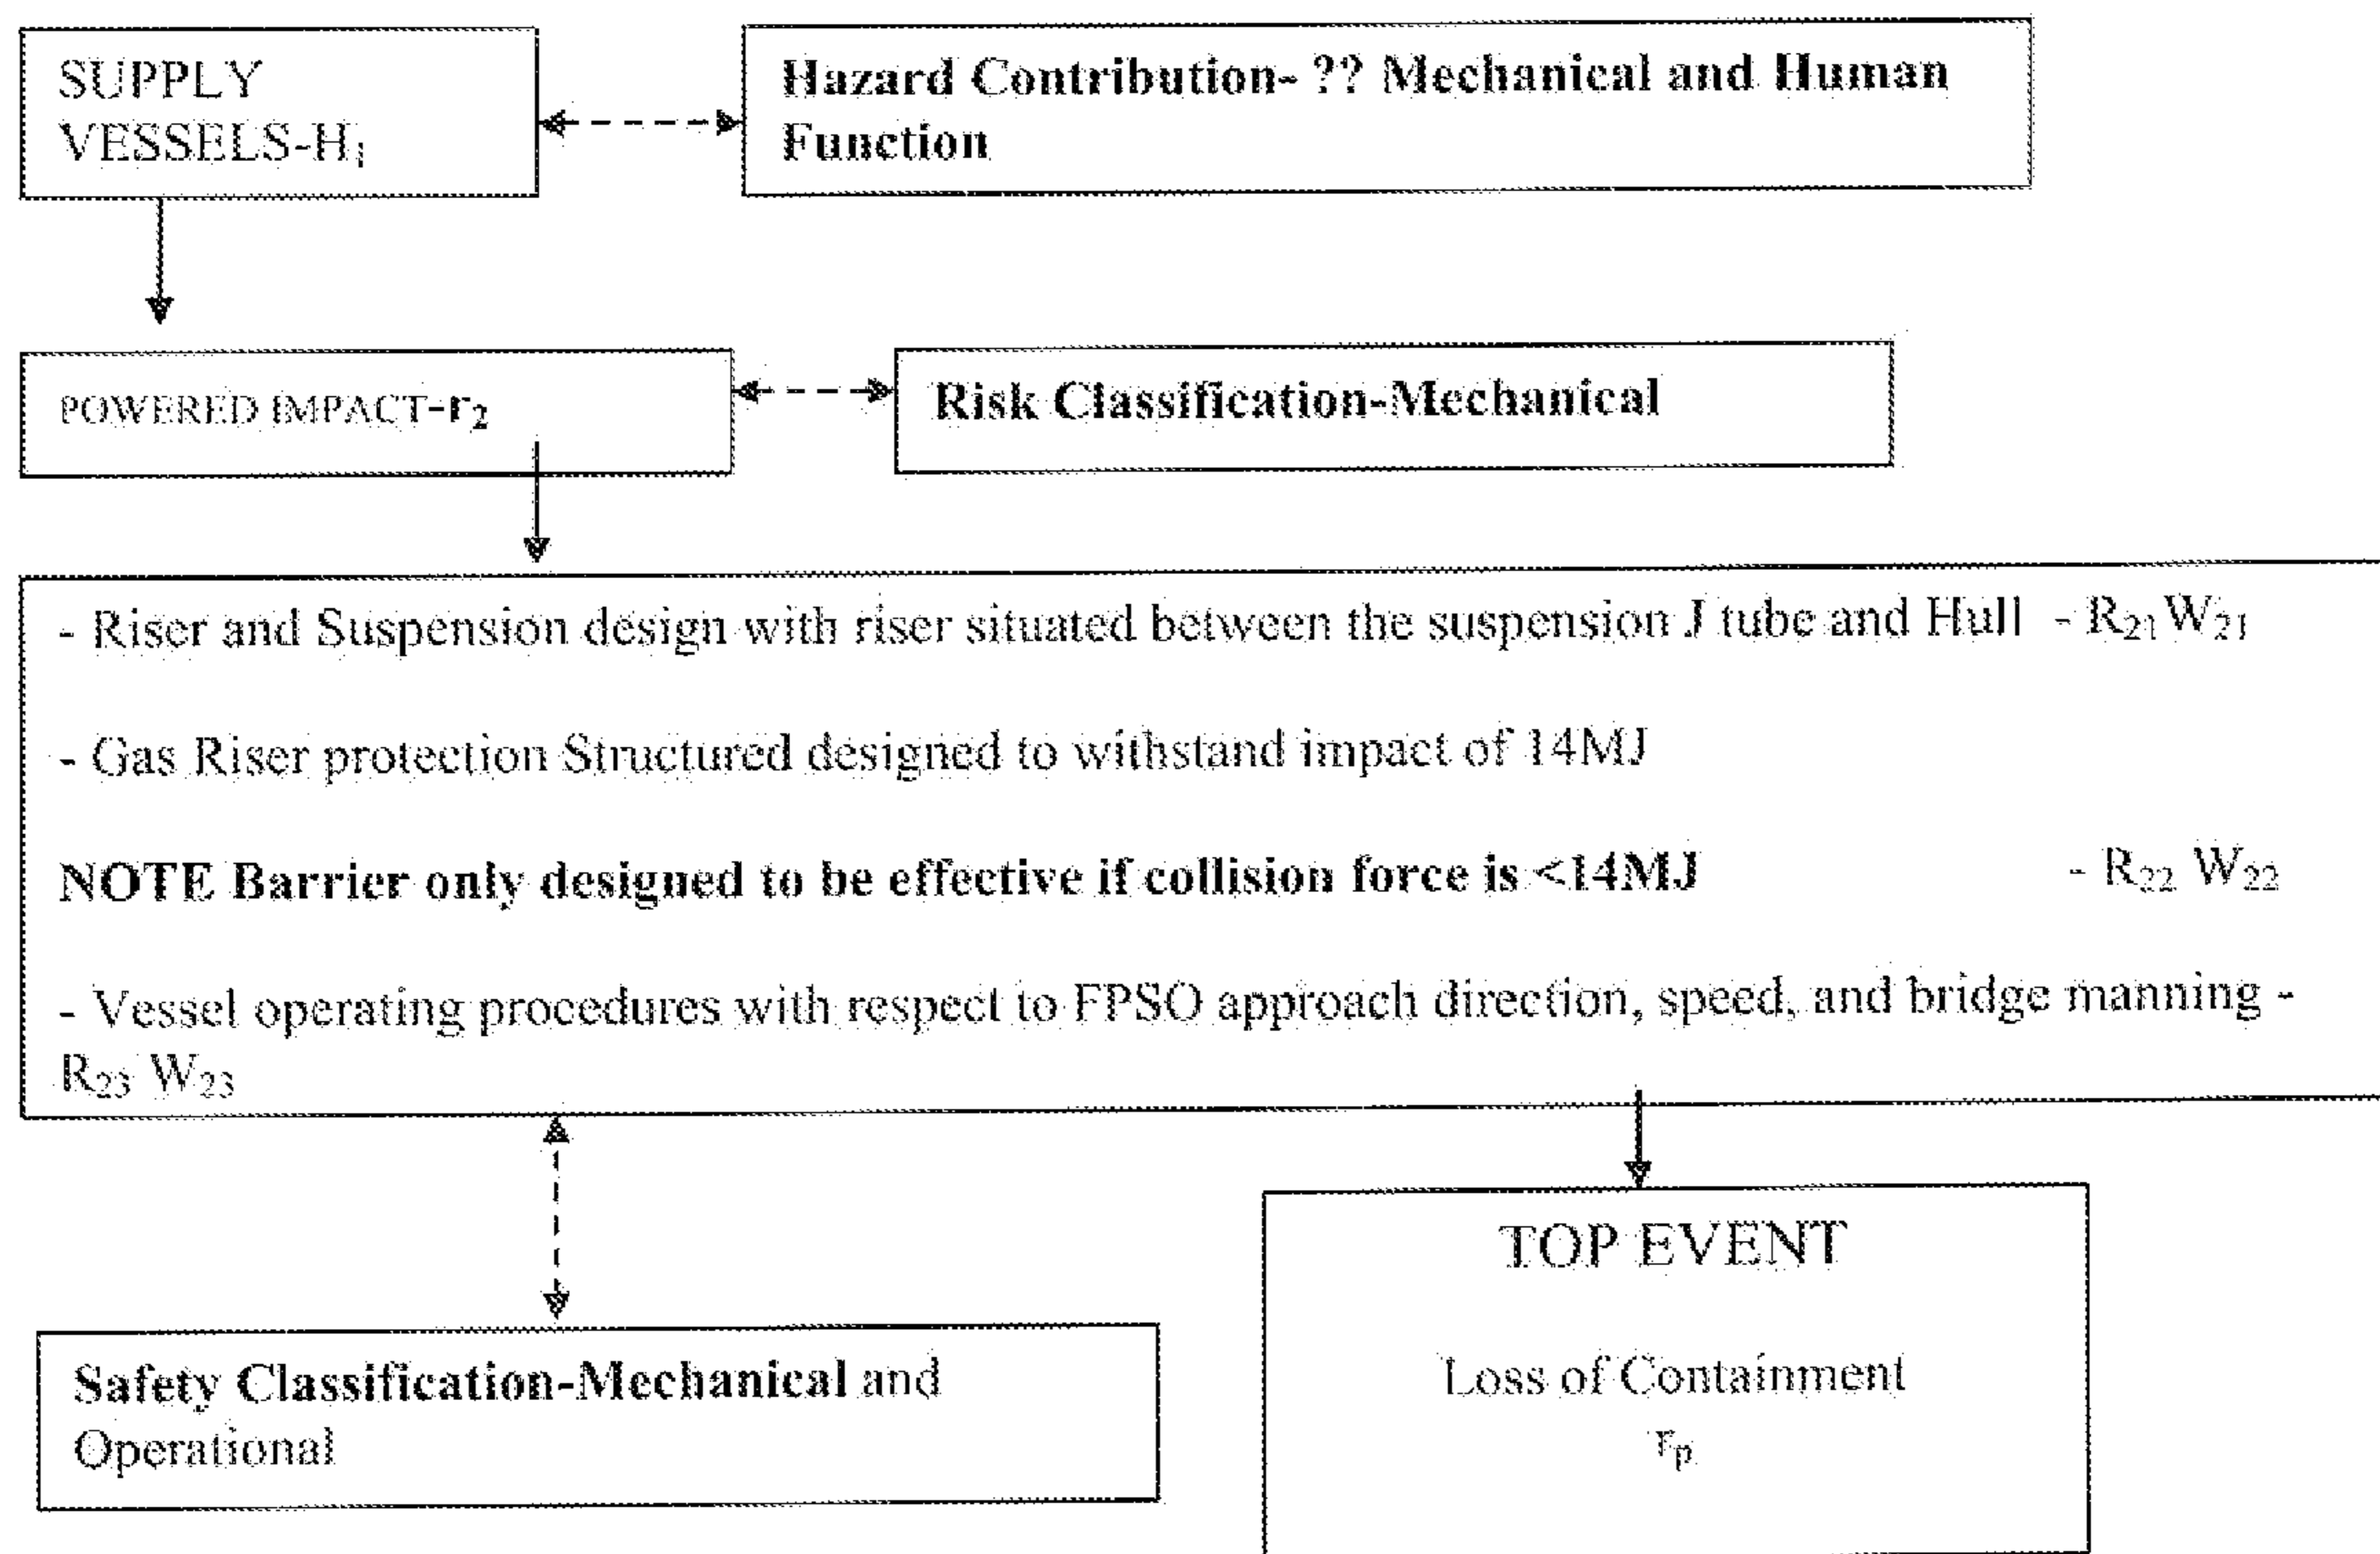 SUPPLY
VESSELS-H₁
Hazard Contribution- ?? Mechanical and Human
Function
POWERED IMPACT-r₂
Risk Classification-Mechanical
- Riser and Suspension design with riser situated between the suspension J tube and Hull - R₂₁W₂₁
- Gas Riser protection Structured designed to withstand impact of 14MJ
NOTE Barrier only designed to be effective if collision force is <14MJ - R₂₂ W₂₂
- Vessel operating procedures with respect to FPSO approach direction, speed, and bridge manning -
R₂₃ W₂₃
Safety Classification-Mechanical and
Operational
TOP EVENT
Loss of Containment
rₚ